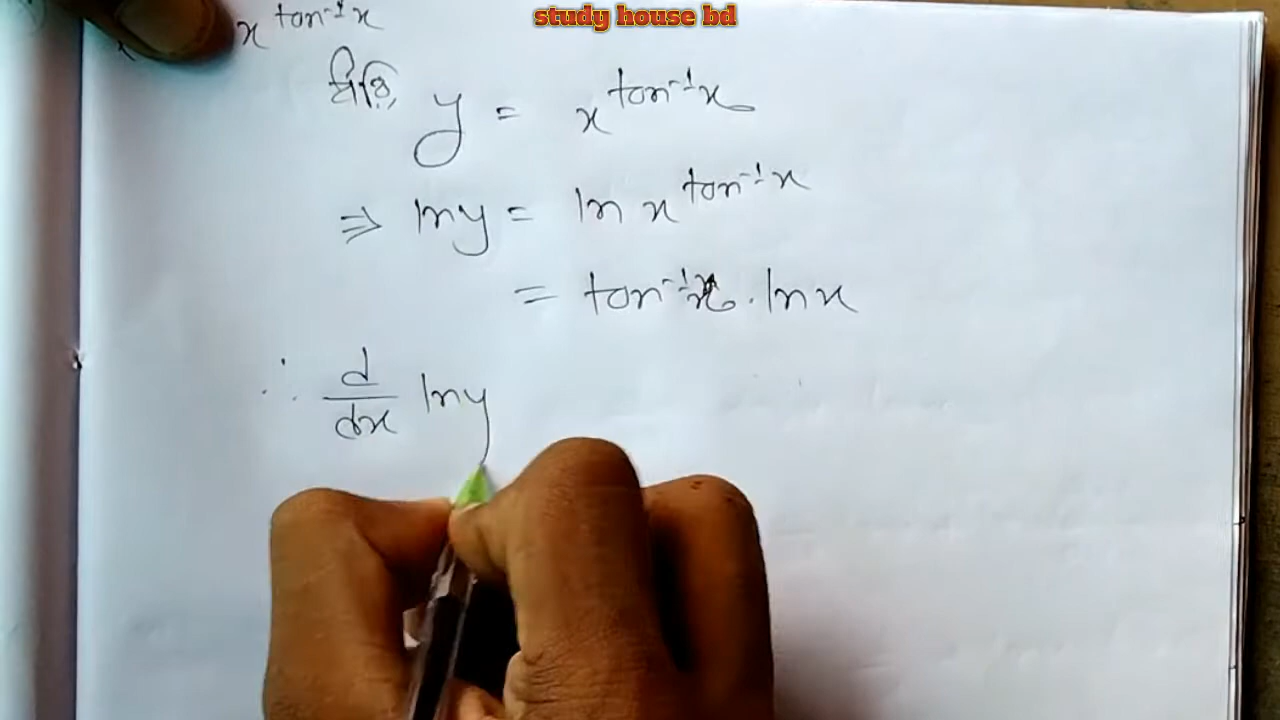 study house bd
x^tan⁻¹x
ধরি, y = x^tan⁻¹x
⇒ lny = ln x^tan⁻¹x
= tan⁻¹x . lnx
∴ d/dx lny